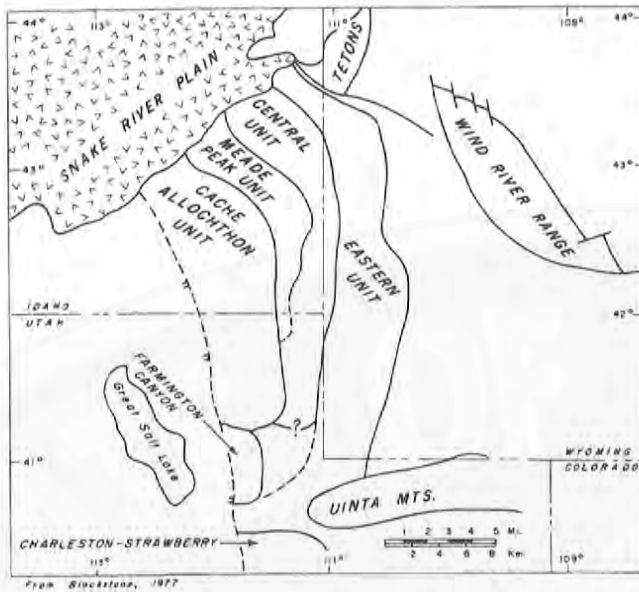 44° 113° 111° 109° 44°
TETONS
SNAKE RIVER PLAIN
CENTRAL
UNIT
MEADE
PEAK UNIT
CACHE
ALLOCHTHON
UNIT
WIND RIVER RANGE
43° 43°
EASTERN
UNIT
IDAHO
UTAH
42°
FARMINGTON
CANYON
Great Salt Lake
?
41° 41°
WYOMING
COLORADO
UINTA MTS.
CHARLESTON-STRAWBERRY
1 2 3 4 5 Mi.
2 4 6 8 Km
113° 111° 109°
From Blackstone, 1977